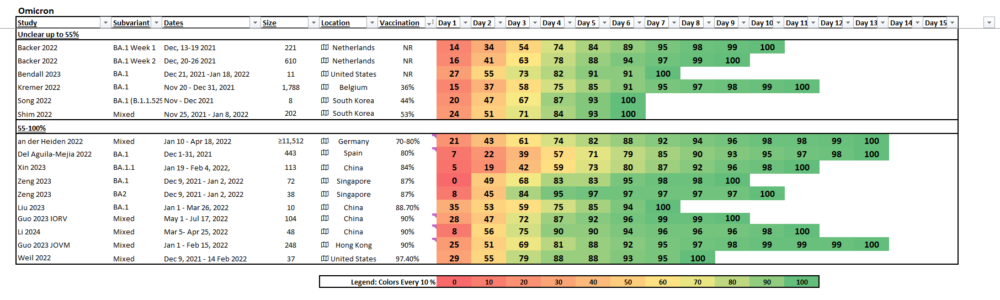 Omicron
Study Subvariant Dates Size Location Vaccination Day 1 Day 2 Day 3 Day 4 Day 5 Day 6 Day 7 Day 8 Day 9 Day 10 Day 11 Day 12 Day 13 Day 14 Day 15
Unclear up to 55%
Backer 2022 BA.1 Week 1 Dec, 13-19 2021 221 Netherlands NR 14 34 54 74 84 89 95 98 99 100
Backer 2022 BA.1 Week 2 Dec, 20-26 2021 610 Netherlands NR 16 41 63 78 88 94 97 99 100
Bendall 2023 BA.1 Dec 21, 2021 -Jan 18, 2022 11 United States NR 27 55 73 82 91 91 100
Kremer 2022 BA.1 Nov 20 - Dec 31, 2021 1,788 Belgium 36% 15 37 58 75 85 91 95 97 98 99 100
Song 2022 BA.1 (B.1.1.529 Nov - Dec 2021 8 South Korea 44% 20 47 67 87 93 100
Shim 2022 Mixed Nov 25, 2021 - Jan 8, 2022 202 South Korea 53% 24 51 71 84 93 100
55-100%
an der Heiden 2022 Mixed Jan 10 - Apr 18, 2022 ≥11,512 Germany 70-80% 21 43 61 74 82 88 92 94 96 98 98 99 100
Del Aguila-Mejia 2022 BA.1 Dec 1-31, 2021 443 Spain 80% 7 22 39 57 71 79 85 90 93 95 97 98 100
Xin 2023 BA.1.1 Jan 19 - Feb 4, 2022, 113 China 84% 5 19 42 59 73 80 87 92 96 98 100
Zeng 2023 BA.1 Dec 9, 2021 - Jan 2, 2022 72 Singapore 87% 0 49 68 83 83 95 98 98 100
Zeng 2023 BA2 Dec 9, 2021 - Jan 2, 2022 38 Singapore 87% 8 45 84 95 97 97 97 97 97 100
Liu 2023 BA.1 Jan 1 - Mar 26, 2022 10 China 88.70% 35 53 59 75 85 94 100
Guo 2023 IORV Mixed May 1 - Jul 17, 2022 104 China 90% 28 47 72 87 92 96 99 99 100
Li 2024 Mixed Mar 5- Apr 25, 2022 48 China 90% 8 56 75 90 90 94 96 96 96 98 100
Guo 2023 JOVM Mixed Jan 1 - Feb 15, 2022 248 Hong Kong 90% 25 51 69 81 88 92 95 97 98 99 99 99 100
Weil 2022 Mixed Dec 9, 2021 - 14 Feb 2022 37 United States 97.40% 29 55 79 88 88 93 95 100
Legend: Colors Every 10 % 0 10 20 30 40 50 60 70 80 90 100